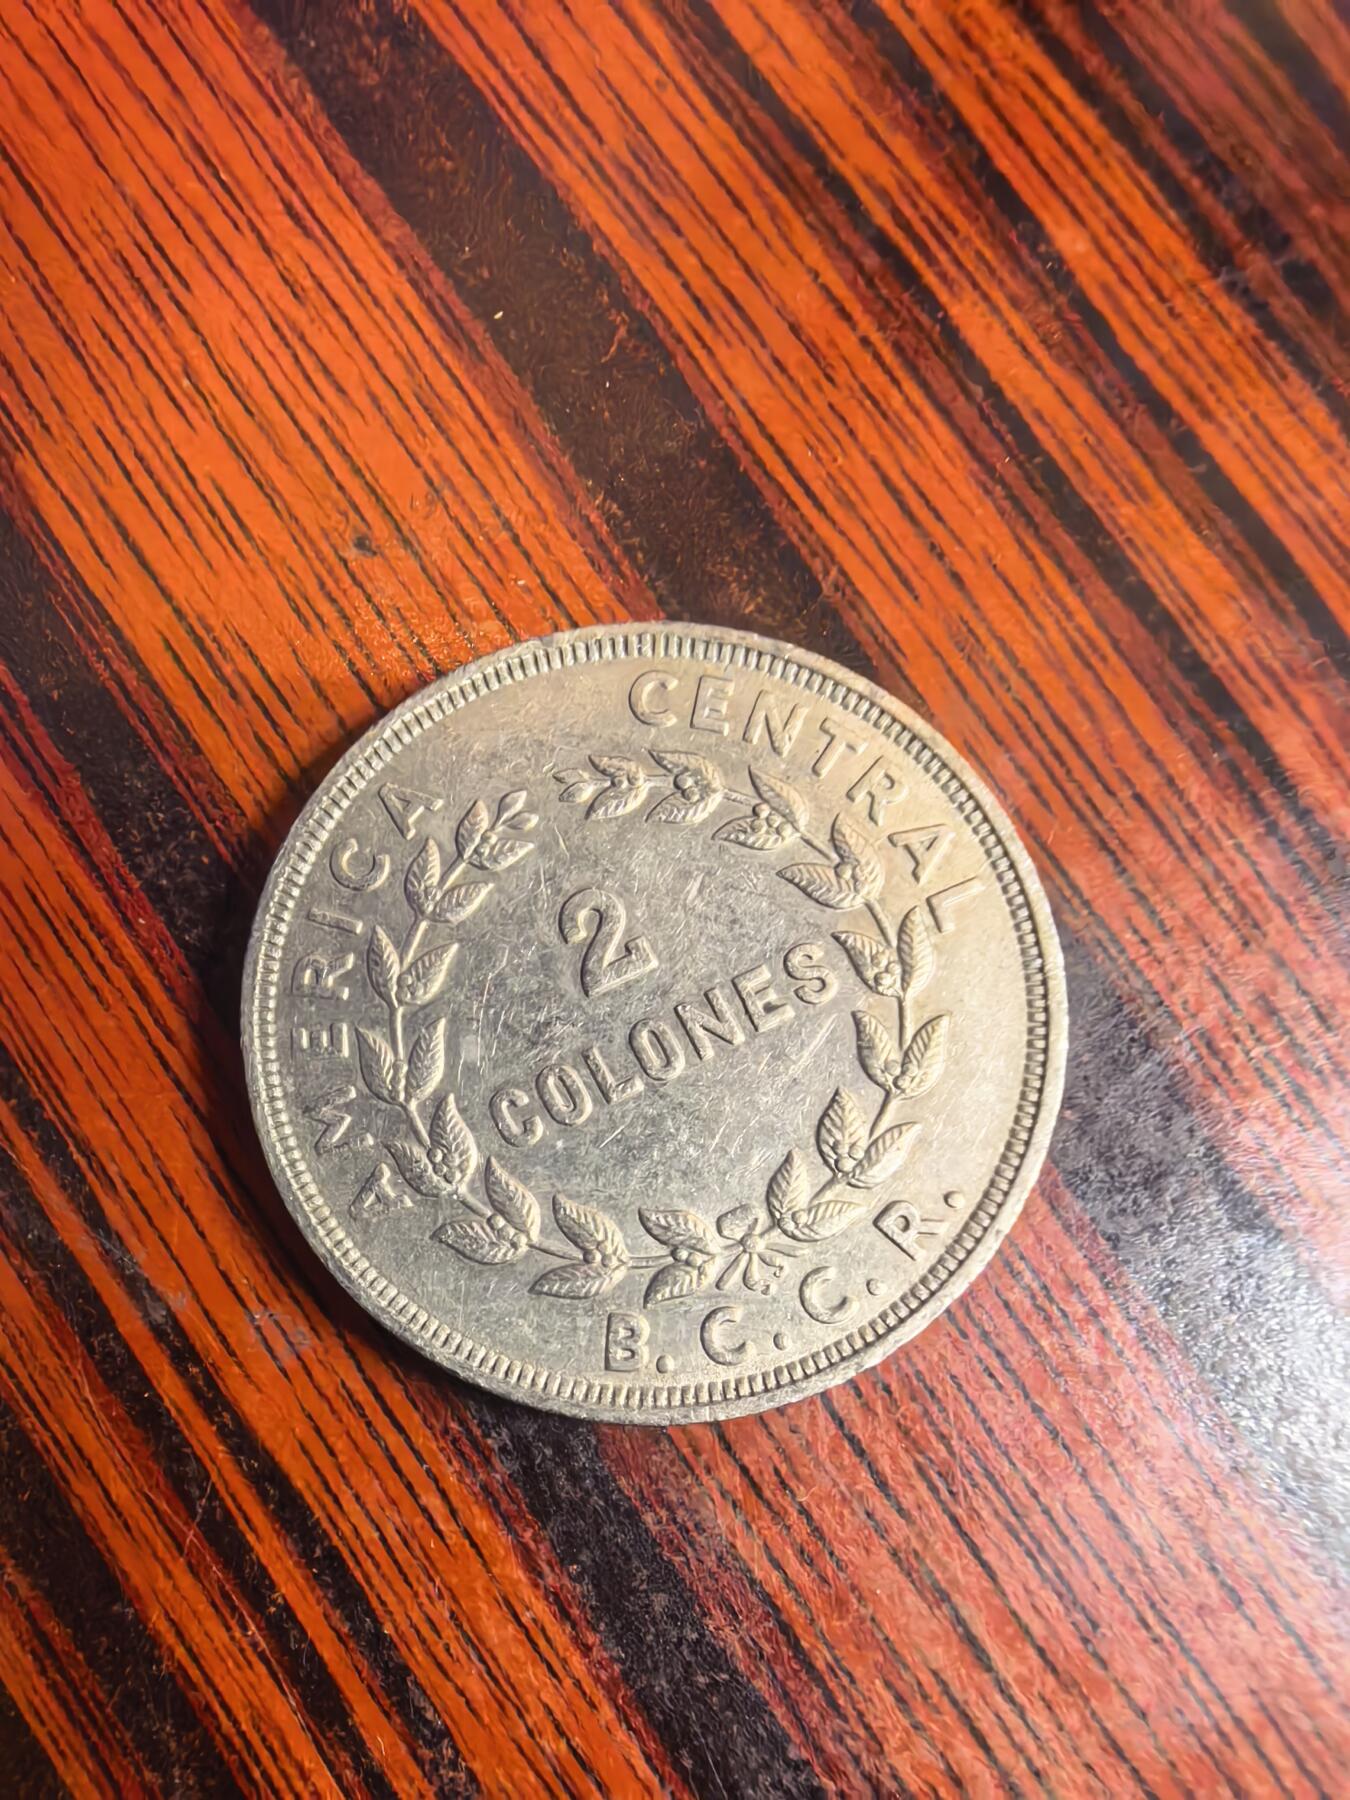 AMERICA CENTRAL
2
COLONES
B.C.C.R.